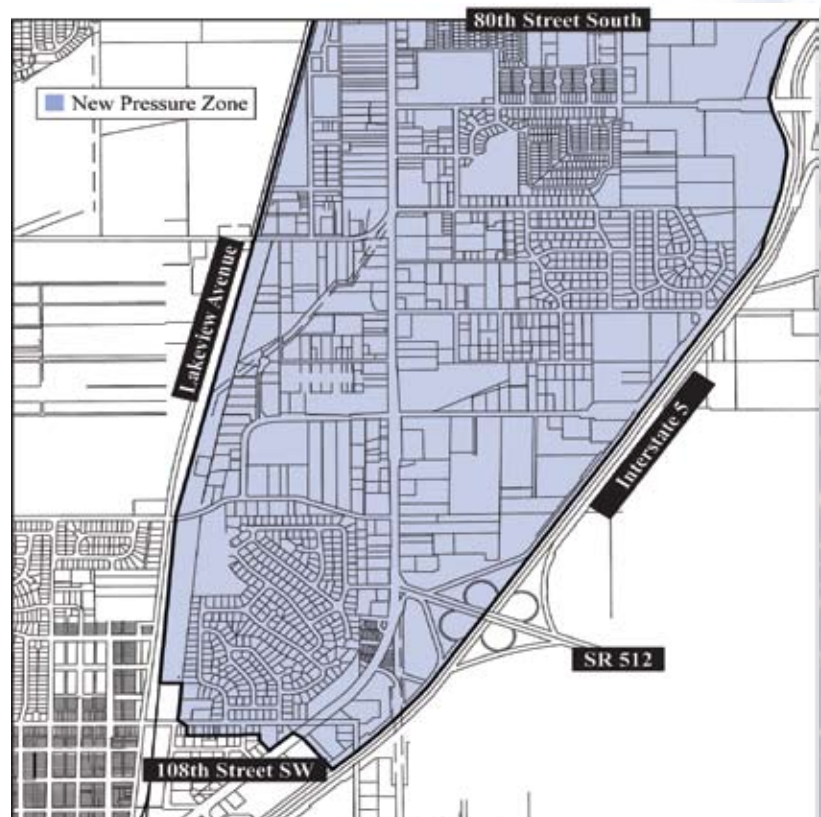 80th Street South
New Pressure Zone
Lakeview Avenue
Interstate 5
SR 512
108th Street SW